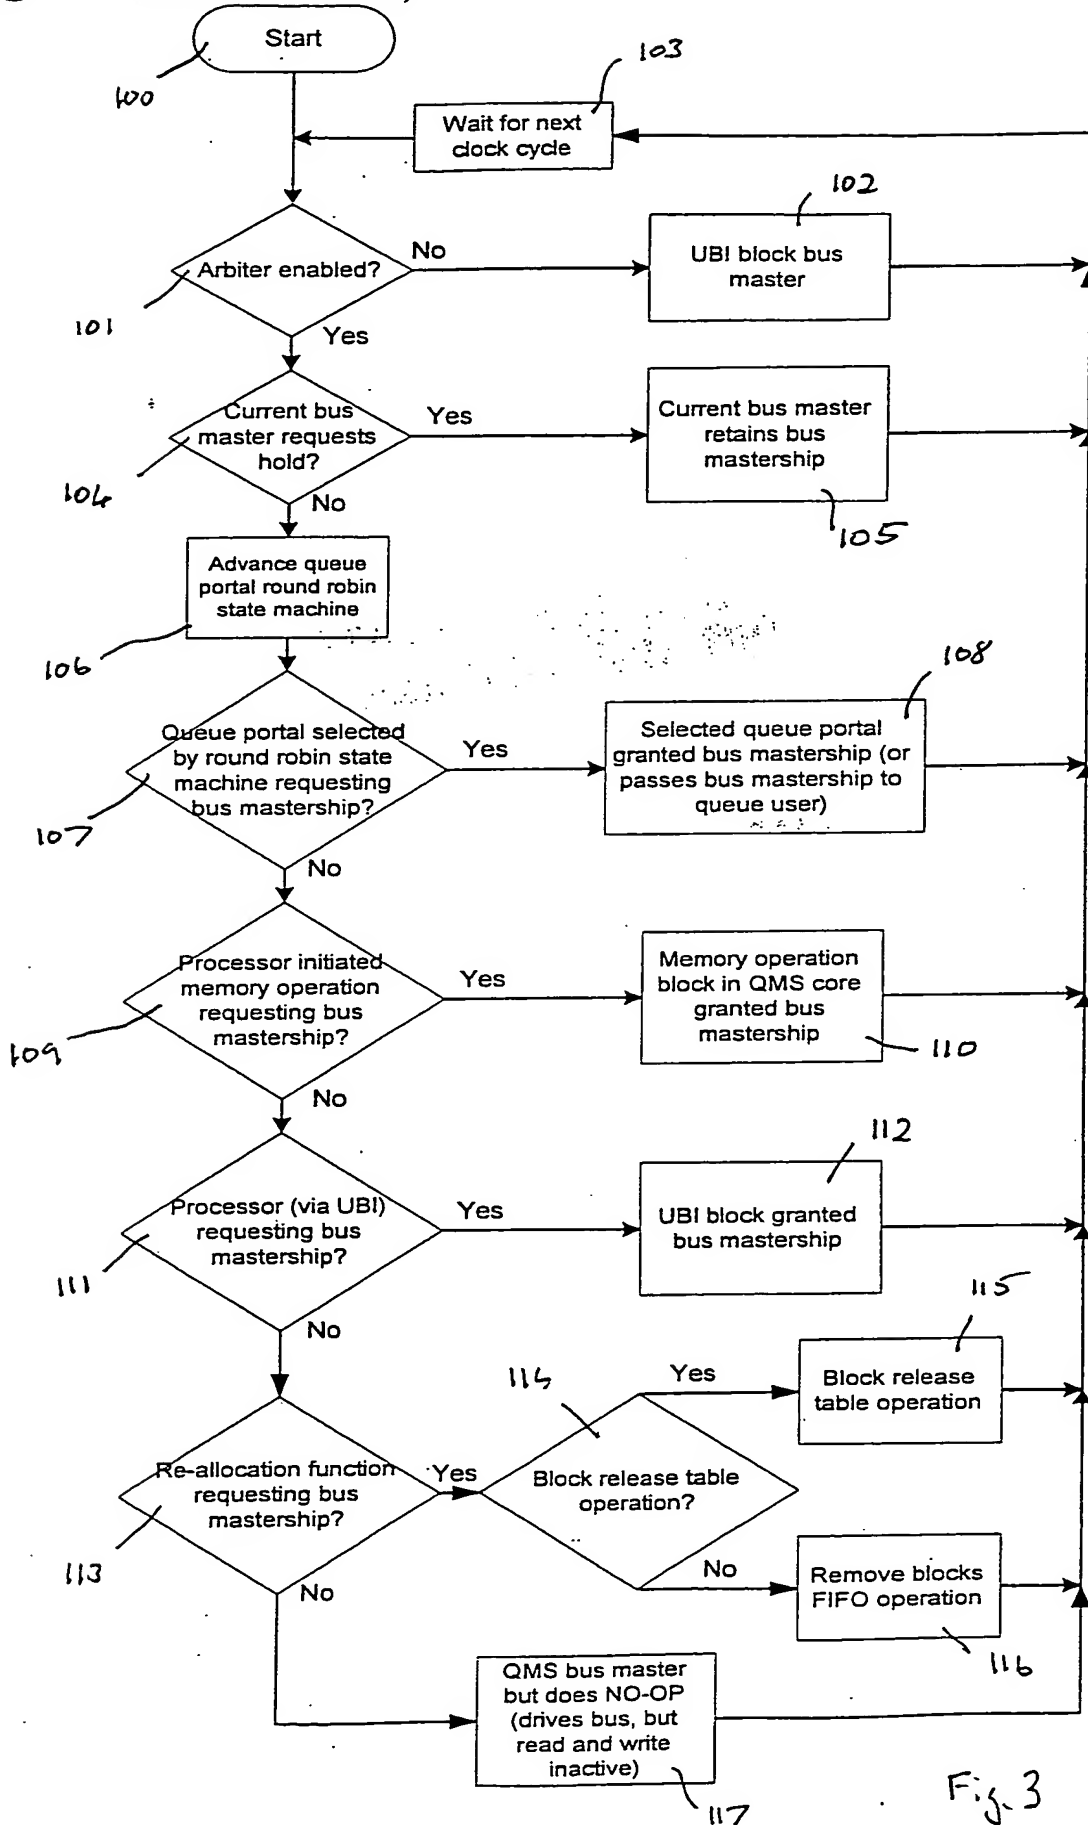 Start
100
103
Wait for next
clock cycle
102
Arbiter enabled?
No
UBI block bus
master
101
Yes
Current bus
master requests
hold?
Yes
Current bus master
retains bus
mastership
104
No
105
Advance queue
portal round robin
state machine
106
108
Queue portal selected
by round robin state
machine requesting
bus mastership?
Yes
Selected queue portal
granted bus mastership (or
passes bus mastership to
queue user)
107
No
Processor initiated
memory operation
requesting bus
mastership?
Yes
Memory operation
block in QMS core
granted bus
mastership
109
110
No
112
Processor (via UBI)
requesting bus
mastership?
Yes
UBI block granted
bus mastership
111
No
115
114
Yes
Block release
table operation
Re-allocation function
requesting bus
mastership?
Yes
Block release table
operation?
113
No
No
Remove blocks
FIFO operation
116
QMS bus master
but does NO-OP
(drives bus, but
read and write
inactive)
117
Fig. 3